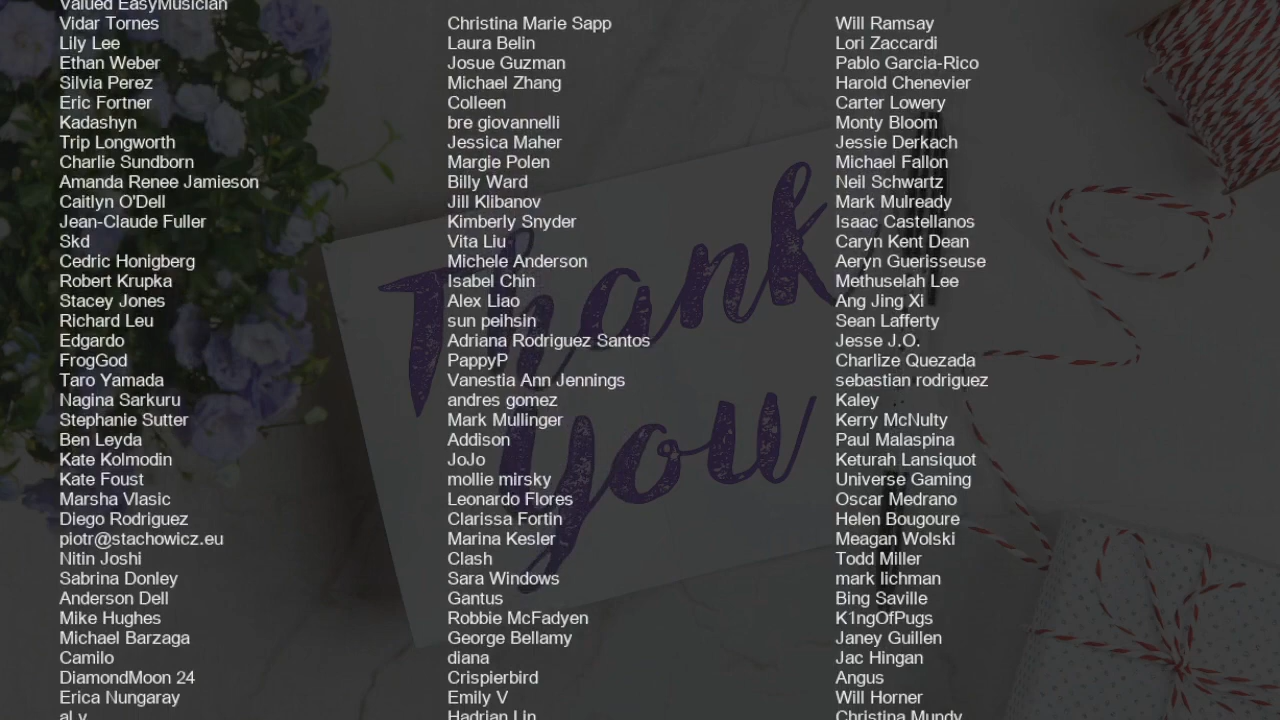 Valued EasyMusician
Vidar Tornes
Lily Lee
Ethan Weber
Silvia Perez
Eric Fortner
Kadashyn
Trip Longworth
Charlie Sundborn
Amanda Renee Jamieson
Caitlyn O'Dell
Jean-Claude Fuller
Skd
Cedric Honigberg
Robert Krupka
Stacey Jones
Richard Leu
Edgardo
FrogGod
Taro Yamada
Nagina Sarkuru
Stephanie Sutter
Ben Leyda
Kate Kolmodin
Kate Foust
Marsha Vlasic
Diego Rodriguez
piotr@stachowicz.eu
Nitin Joshi
Sabrina Donley
Anderson Dell
Mike Hughes
Michael Barzaga
Camilo
DiamondMoon 24
Erica Nungaray
Christina Marie Sapp
Laura Belin
Josue Guzman
Michael Zhang
Colleen
bre giovannelli
Jessica Maher
Margie Polen
Billy Ward
Jill Klibanov
Kimberly Snyder
Vita Liu
Michele Anderson
Isabel Chin
Alex Liao
sun peihsin
Adriana Rodriguez Santos
PappyP
Vanestia Ann Jennings
andres gomez
Mark Mullinger
Addison
JoJo
mollie mirsky
Leonardo Flores
Clarissa Fortin
Marina Kesler
Clash
Sara Windows
Gantus
Robbie McFadyen
George Bellamy
diana
Crispierbird
Emily V
Hadrian Lin
Will Ramsay
Lori Zaccardi
Pablo Garcia-Rico
Harold Chenevier
Carter Lowery
Monty Bloom
Jessie Derkach
Michael Fallon
Neil Schwartz
Mark Mulready
Isaac Castellanos
Caryn Kent Dean
Aeryn Guerisseuse
Methuselah Lee
Ang Jing Xi
Sean Lafferty
Jesse J.O.
Charlize Quezada
sebastian rodriguez
Kaley
Kerry McNulty
Paul Malaspina
Keturah Lansiquot
Universe Gaming
Oscar Medrano
Helen Bougoure
Meagan Wolski
Todd Miller
mark lichman
Bing Saville
K1ngOfPugs
Janey Guillen
Jac Hingan
Angus
Will Horner
Christina Mundy
Thank
you